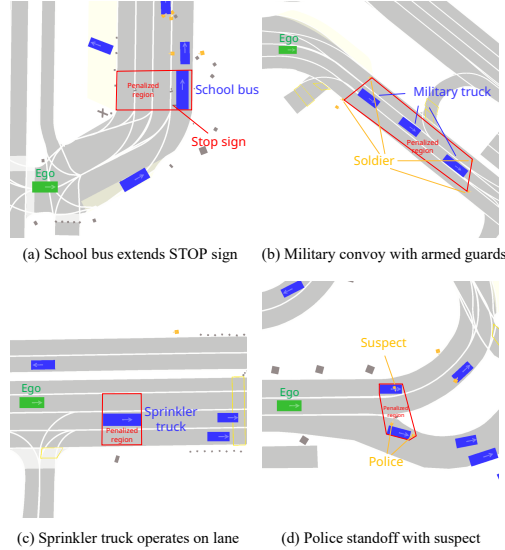 Ego
Penalized
region
School bus
Stop sign
Ego
(a) School bus extends STOP sign
Ego
Military truck
Penalized
region
Soldier
(b) Military convoy with armed guards
Ego
Sprinkler
truck
Penalized
region
(c) Sprinkler truck operates on lane
Suspect
Ego
Penalized
region
Police
(d) Police standoff with suspect